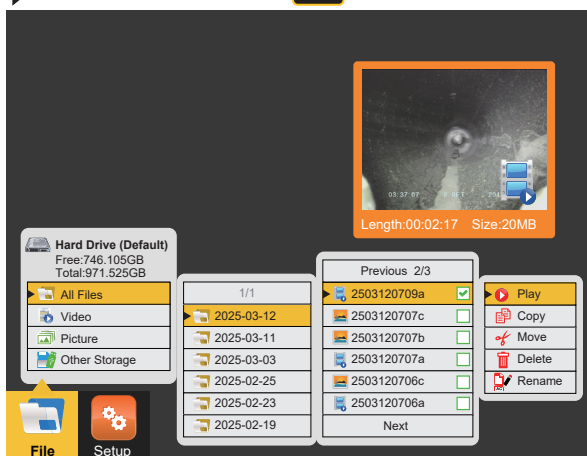 03:37 07
Length:00:02:17 Size:20MB
Hard Drive (Default)
Free:746.105GB
Total:971.525GB
All Files
Video
Picture
Other Storage
1/1
2025-03-12
2025-03-11
2025-03-03
2025-02-25
2025-02-23
2025-02-19
Previous 2/3
2503120709a
2503120707c
2503120707b
2503120707a
2503120706c
2503120706a
Next
Play
Copy
Move
Delete
Rename
File
Setup